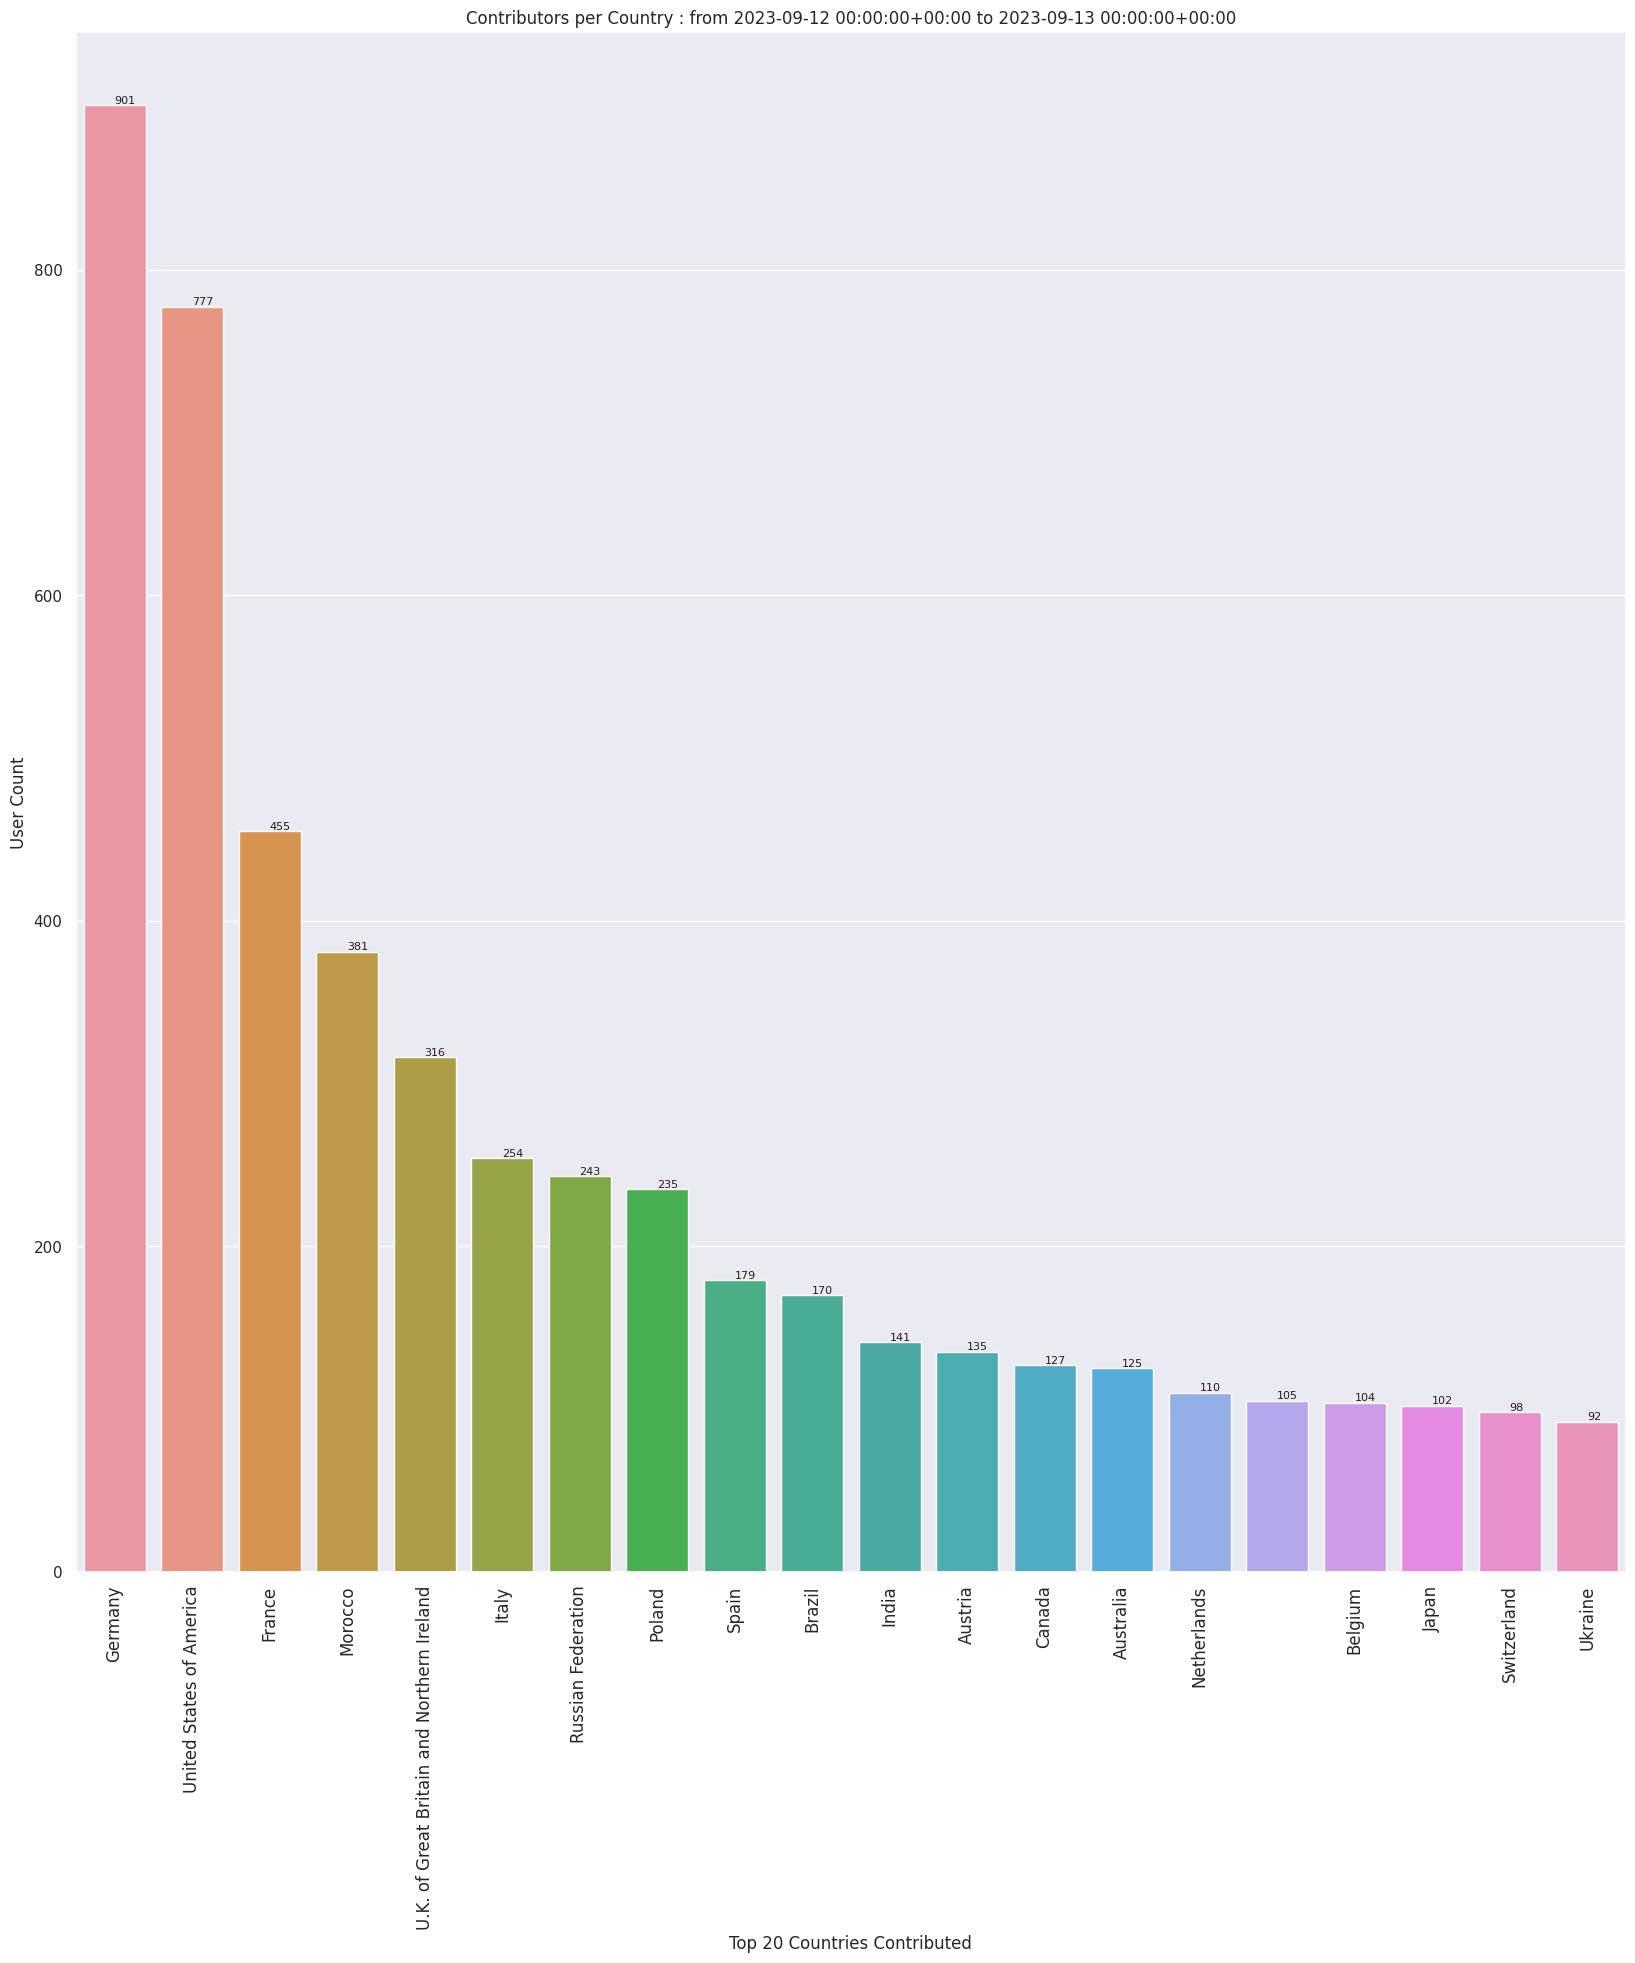 Contributors per Country : from 2023-09-12 00:00:00+00:00 to 2023-09-13 00:00:00+00:00
User Count
800
600
400
200
0
901
777
455
381
316
254
243
235
179
170
141
135
127
125
110
105
104
102
98
92
Germany
United States of America
France
Morocco
U.K. of Great Britain and Northern Ireland
Italy
Russian Federation
Poland
Spain
Brazil
India
Austria
Canada
Australia
Netherlands
Belgium
Japan
Switzerland
Ukraine
Top 20 Countries Contributed